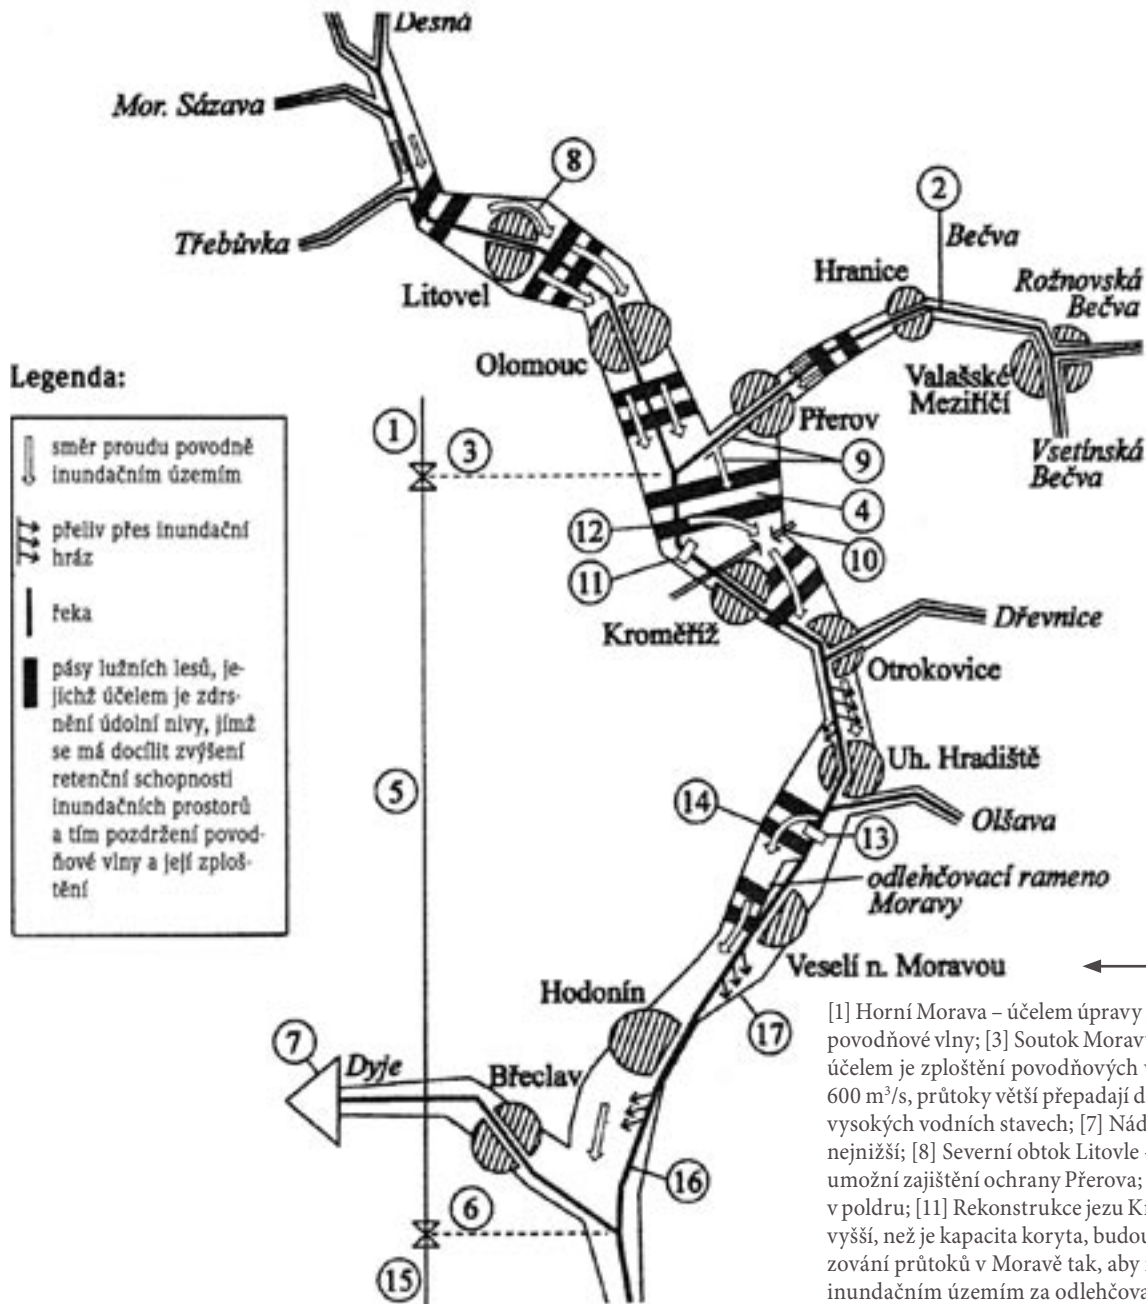 Desná
Mor. Sázava
8
2
Třebůvka
Bečva
Hranice
Rožnovská
Bečva
Litovel
Olomouc
Valašské
Meziříčí
Legenda:
1
3
Přerov
9
Vsetínská
Bečva
směr proudu povodně
inundačním územím
4
12
10
přeliv přes inundační
hráz
11
řeka
Kroměříž
Dřevnice
Otrokovice
pásy lužních lesů, je-
jichž účelem je zdrs-
nění údolní nivy, jímž
se má docílit zvýšení
retenční schopnosti
inundačních prostorů
a tím pozdržení povod-
ňové vlny a její zploš-
tění
5
Uh. Hradiště
14
13
Olšava
odlehčovací rameno
Moravy
Veselí n. Moravou
Hodonín
17
7
Dyje
Břeclav
16
6
15
[1] Horní Morava – účelem úpravy
povodňové vlny; [3] Soutok Morav
účelem je zploštění povodňových
600 m³/s, průtoky větší přepadají d
vysokých vodních stavech; [7] Nád
nejnižší; [8] Severní obtok Litovle
umožní zajištění ochrany Přerova;
v poldru; [11] Rekonstrukce jezu K
vyšší, než je kapacita koryta, budou
zování průtoků v Moravě tak, aby
inundačním územím za odlehčova